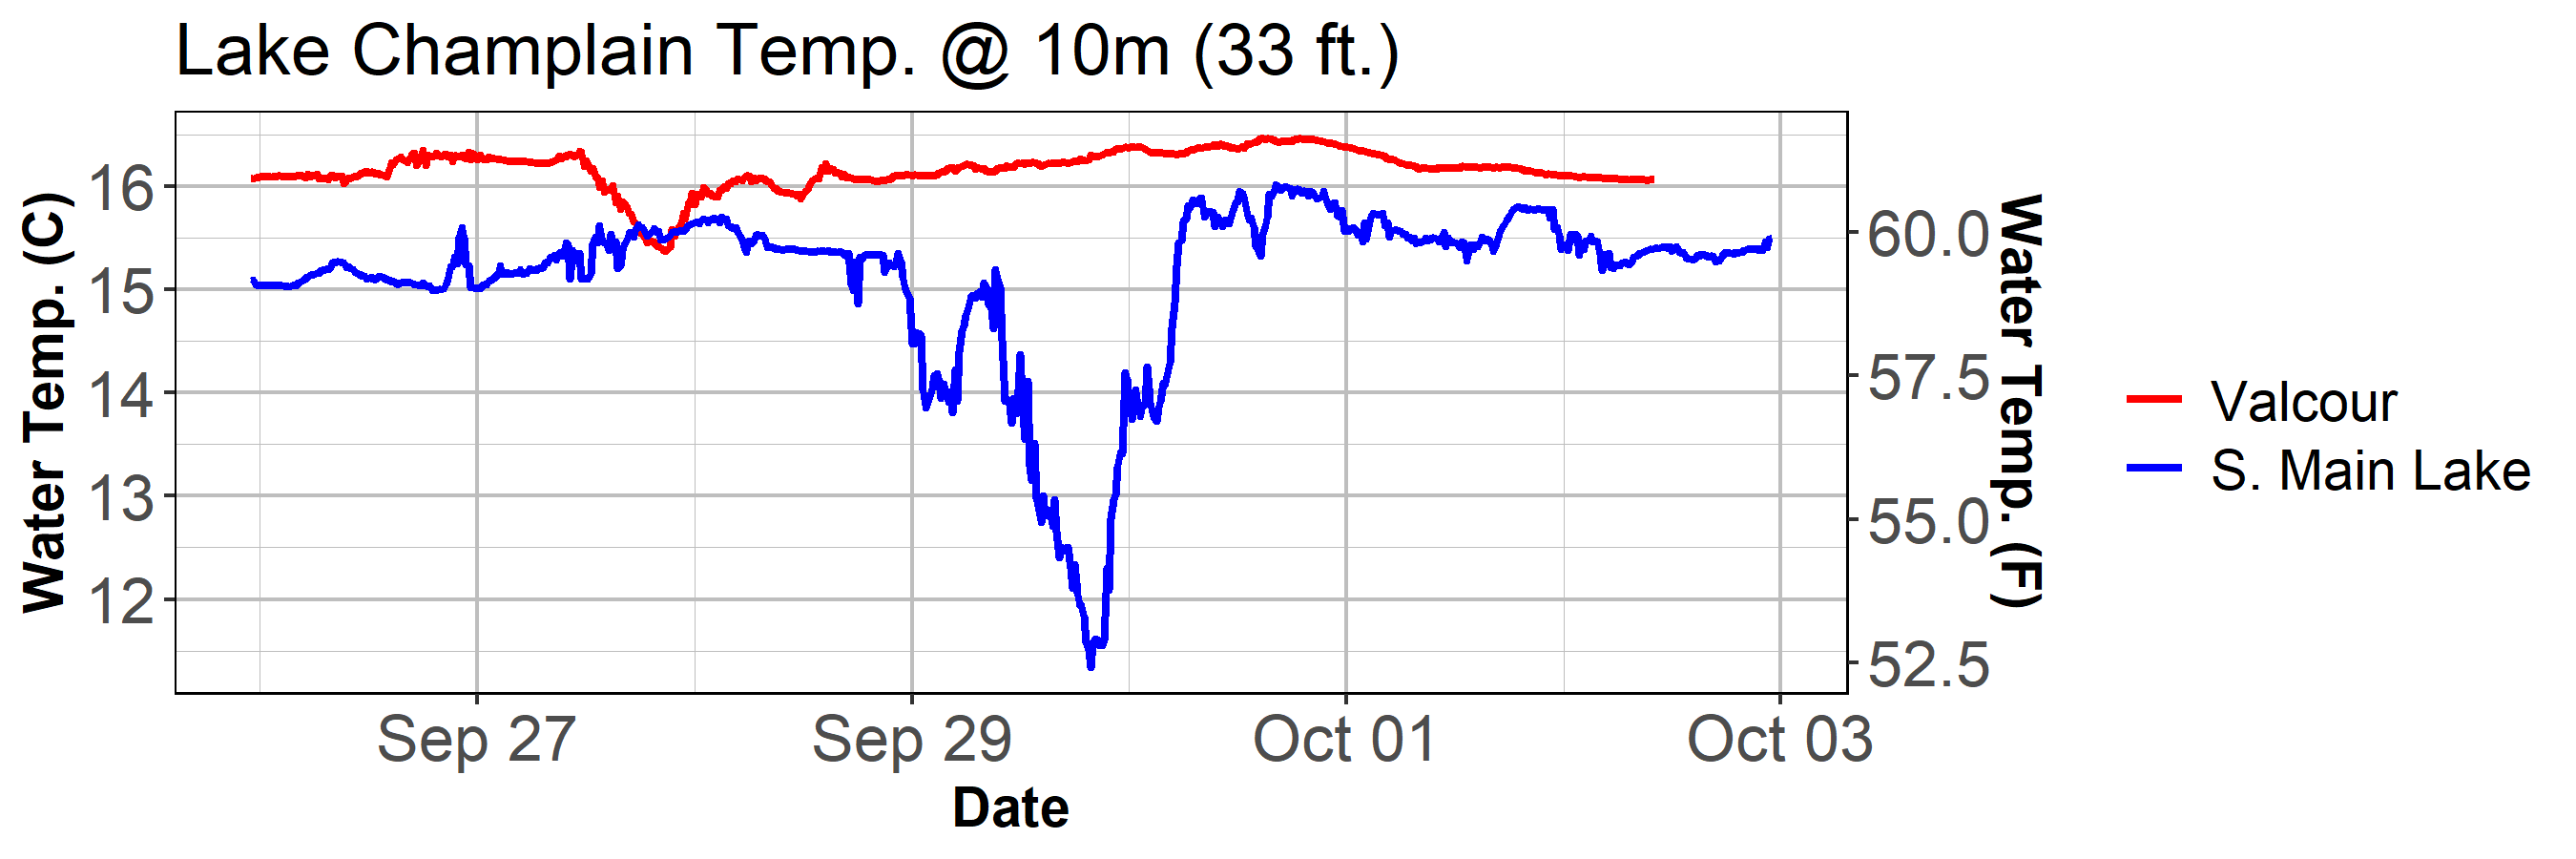 Lake Champlain Temp. @ 10m (33 ft.)
Water Temp. (C)
16
15
14
13
12
60.0
57.5
55.0
52.5
Water Temp. (F)
Sep 27
Sep 29
Oct 01
Oct 03
Date
Valcour
S. Main Lake